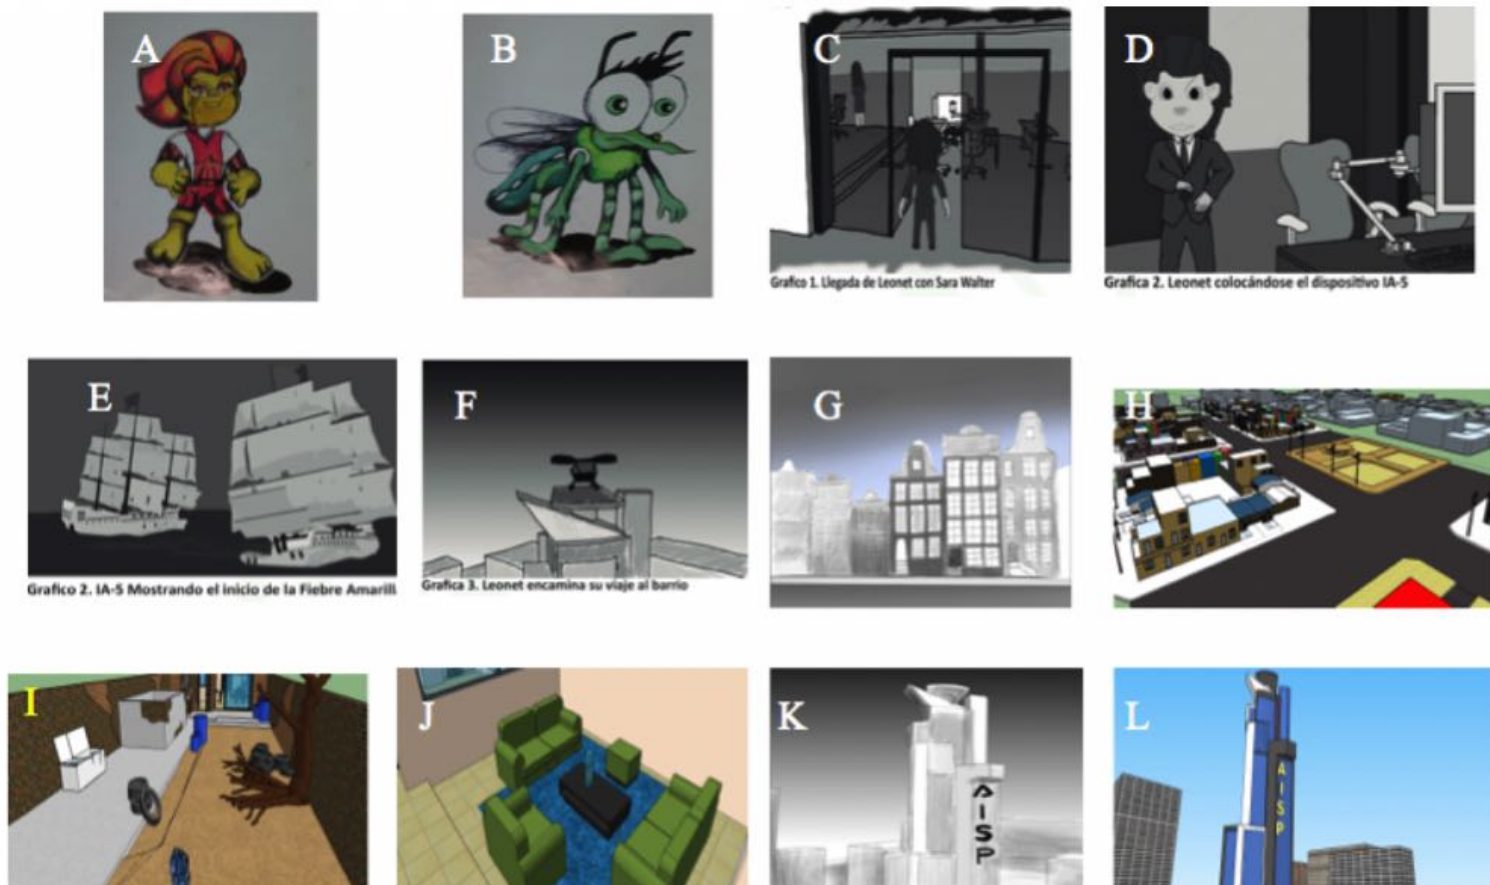 A
B
C
D
Grafico 1. Llegada de Leonet con Sara Walter
Grafica 2. Leonet colocándose el dispositivo IA-5
E
F
G
H
Grafico 2. IA-5 Mostrando el inicio de la Fiebre Amarill
Grafica 3. Leonet encamina su viaje al barrio
I
J
K
L
AISP
AISP